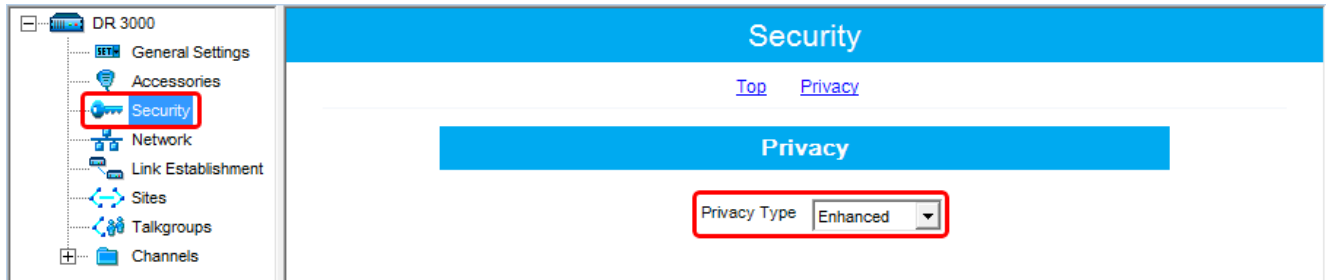 DR 3000
SET
General Settings
Accessories
Security
Network
Link Establishment
Sites
Talkgroups
Channels
Security
Top Privacy
Privacy
Privacy Type Enhanced